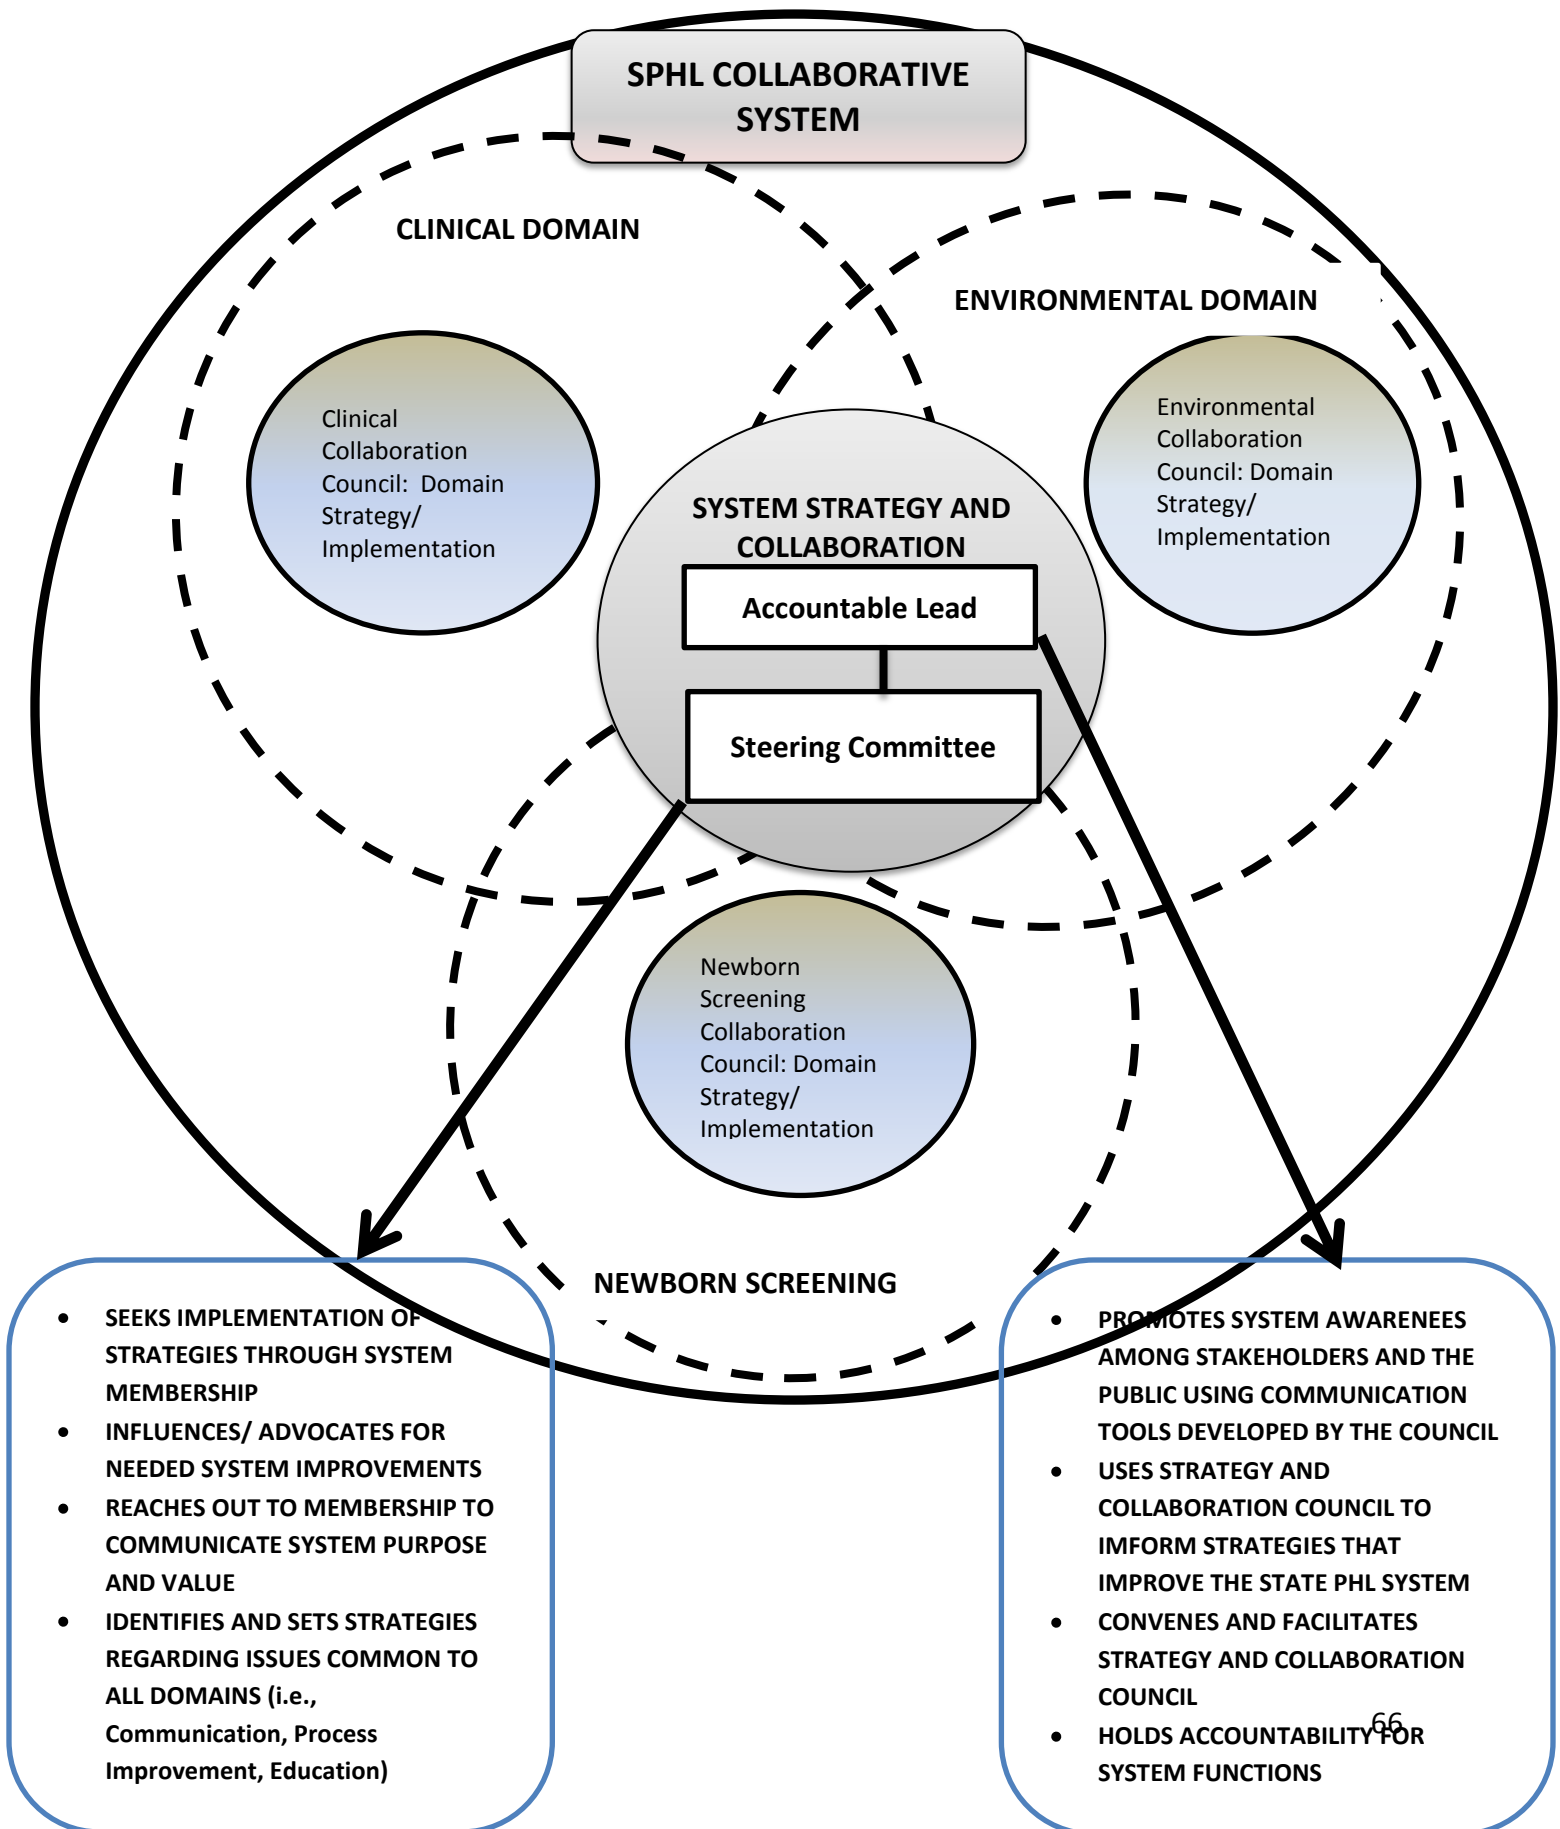 SPHL COLLABORATIVE
SYSTEM
CLINICAL DOMAIN
ENVIRONMENTAL DOMAIN
Clinical
Collaboration
Council:  Domain
Strategy/
Implementation
Environmental
Collaboration
Council: Domain
Strategy/
Implementation
SYSTEM STRATEGY AND
COLLABORATION
Accountable Lead
Steering Committee
Newborn
Screening
Collaboration
Council: Domain
Strategy/
Implementation
NEWBORN SCREENING
• SEEKS IMPLEMENTATION OF
STRATEGIES THROUGH SYSTEM
MEMBERSHIP
• INFLUENCES/ ADVOCATES FOR
NEEDED SYSTEM IMPROVEMENTS
• REACHES OUT TO MEMBERSHIP TO
COMMUNICATE SYSTEM PURPOSE
AND VALUE
• IDENTIFIES AND SETS STRATEGIES
REGARDING ISSUES COMMON TO
ALL DOMAINS (i.e.,
Communication, Process
Improvement, Education)
• PROMOTES SYSTEM AWARENEES
AMONG STAKEHOLDERS AND THE
PUBLIC USING COMMUNICATION
TOOLS DEVELOPED BY THE COUNCIL
• USES STRATEGY AND
COLLABORATION COUNCIL TO
IMFORM STRATEGIES THAT
IMPROVE THE STATE PHL SYSTEM
• CONVENES AND FACILITATES
STRATEGY AND COLLABORATION
COUNCIL
• HOLDS ACCOUNTABILITY FOR
SYSTEM FUNCTIONS
66